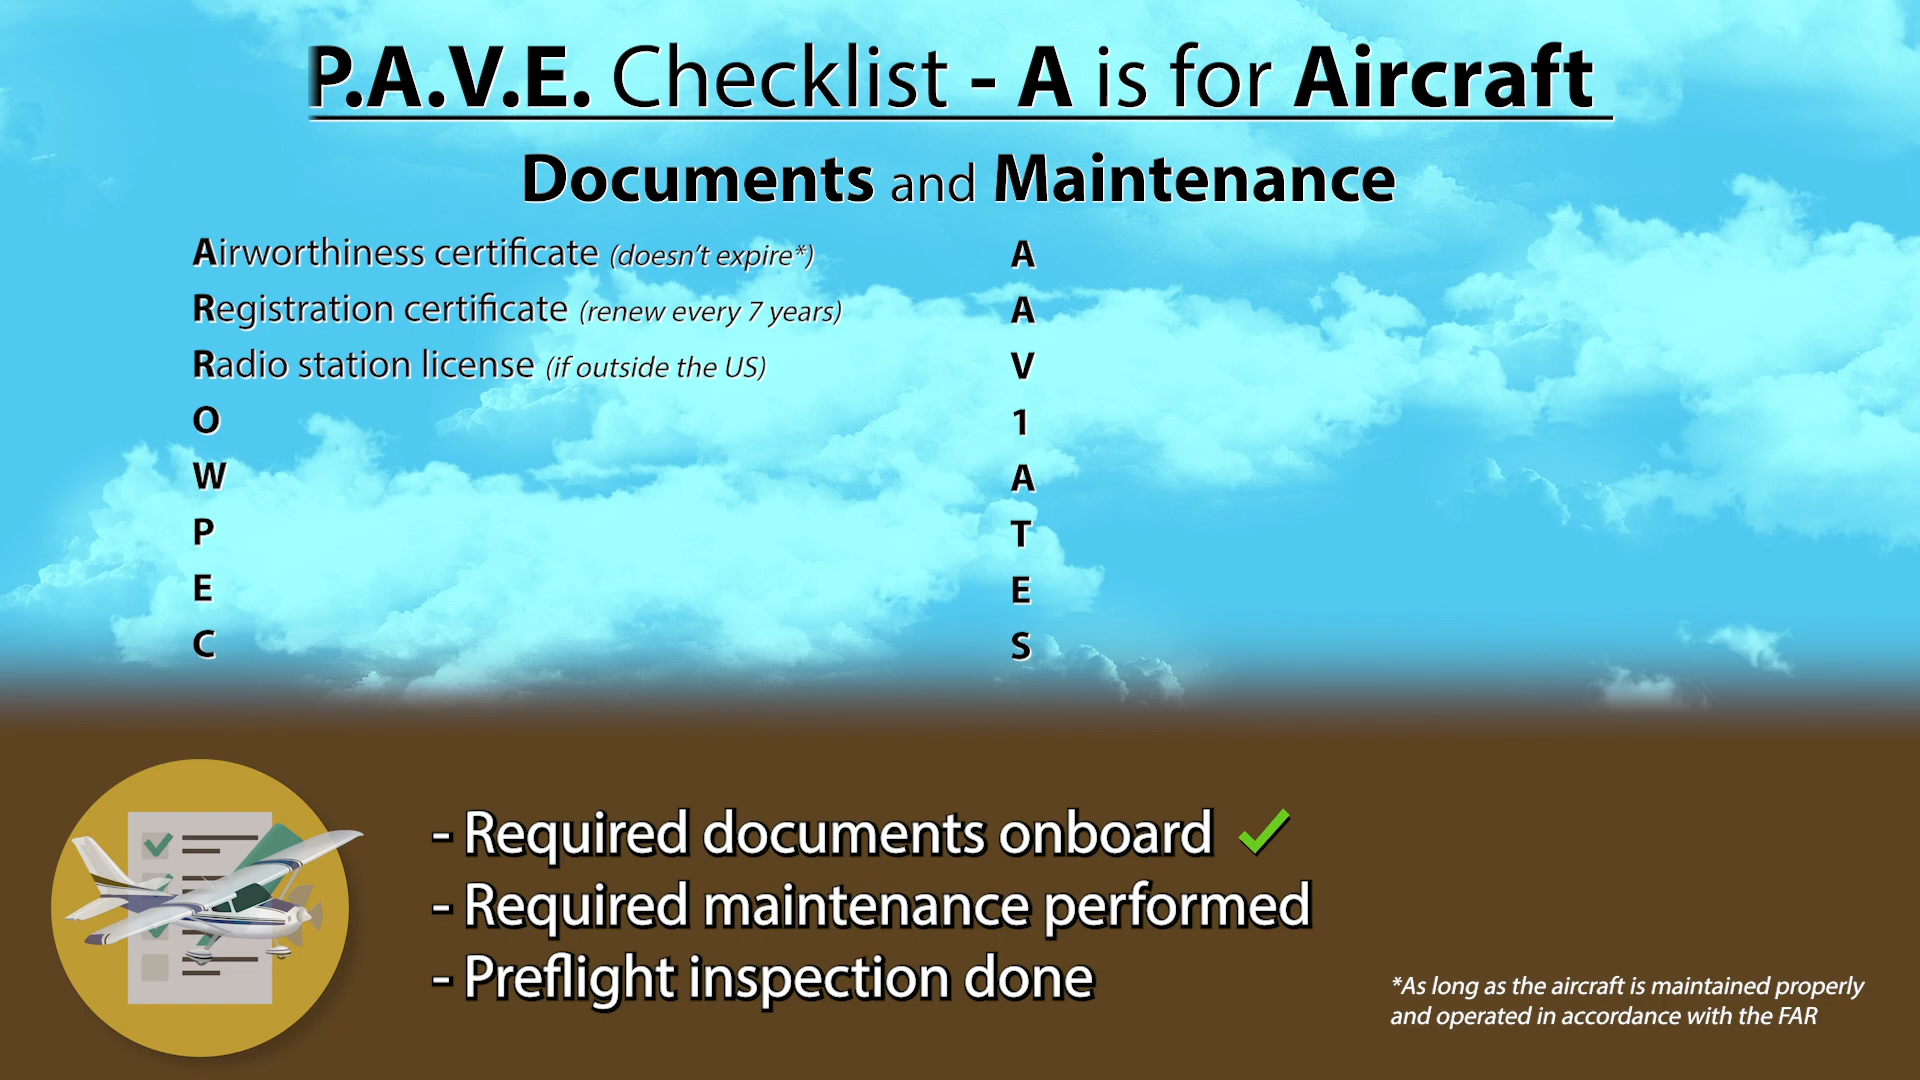 P.A.V.E. Checklist - A is for Aircraft
Documents and Maintenance
Airworthiness certificate (doesn't expire*)
Registration certificate (renew every 7 years)
Radio station license (if outside the US)
O
W
P
E
C
A
A
V
1
A
T
E
S
- Required documents onboard ✓
- Required maintenance performed
- Preflight inspection done
*As long as the aircraft is maintained properly
and operated in accordance with the FAR